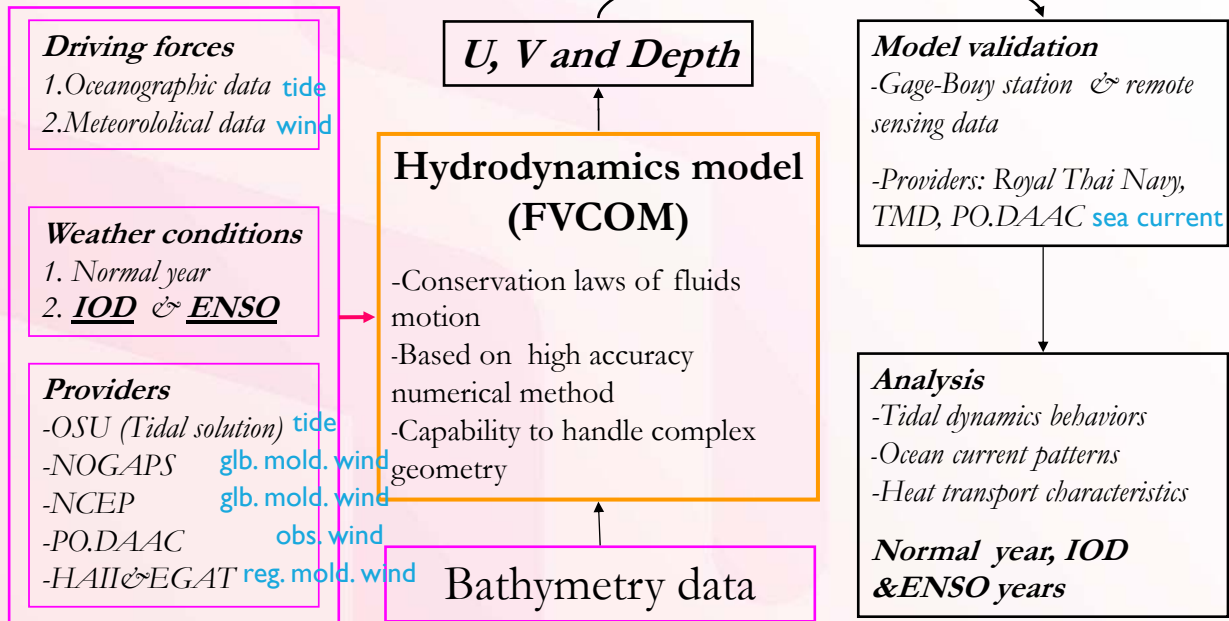 Driving forces
1.Oceanographic data tide
2.Meteorololical data wind
Weather conditions
1. Normal year
2. IOD & ENSO
Providers
-OSU (Tidal solution) tide
-NOGAPS glb. mold. wind
-NCEP glb. mold. wind
-PO.DAAC obs. wind
-HAII&EGAT reg. mold. wind
U, V and Depth
Hydrodynamics model
(FVCOM)
-Conservation laws of fluids
motion
-Based on high accuracy
numerical method
-Capability to handle complex
geometry
Bathymetry data
Model validation
-Gage-Bouy station & remote
sensing data
-Providers: Royal Thai Navy,
TMD, PO.DAAC sea current
Analysis
-Tidal dynamics behaviors
-Ocean current patterns
-Heat transport characteristics
Normal year, IOD
&ENSO years